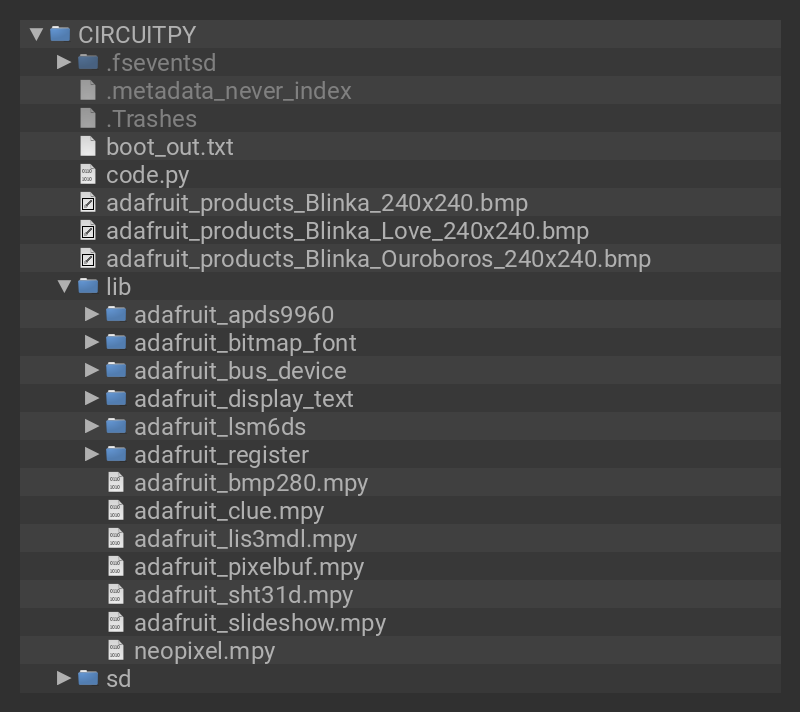 CIRCUITPY
.fseventsd
.metadata_never_index
.Trashes
boot_out.txt
code.py
adafruit_products_Blinka_240x240.bmp
adafruit_products_Blinka_Love_240x240.bmp
adafruit_products_Blinka_Ouroboros_240x240.bmp
lib
adafruit_apds9960
adafruit_bitmap_font
adafruit_bus_device
adafruit_display_text
adafruit_lsm6ds
adafruit_register
adafruit_bmp280.mpy
adafruit_clue.mpy
adafruit_lis3mdl.mpy
adafruit_pixelbuf.mpy
adafruit_sht31d.mpy
adafruit_slideshow.mpy
neopixel.mpy
sd